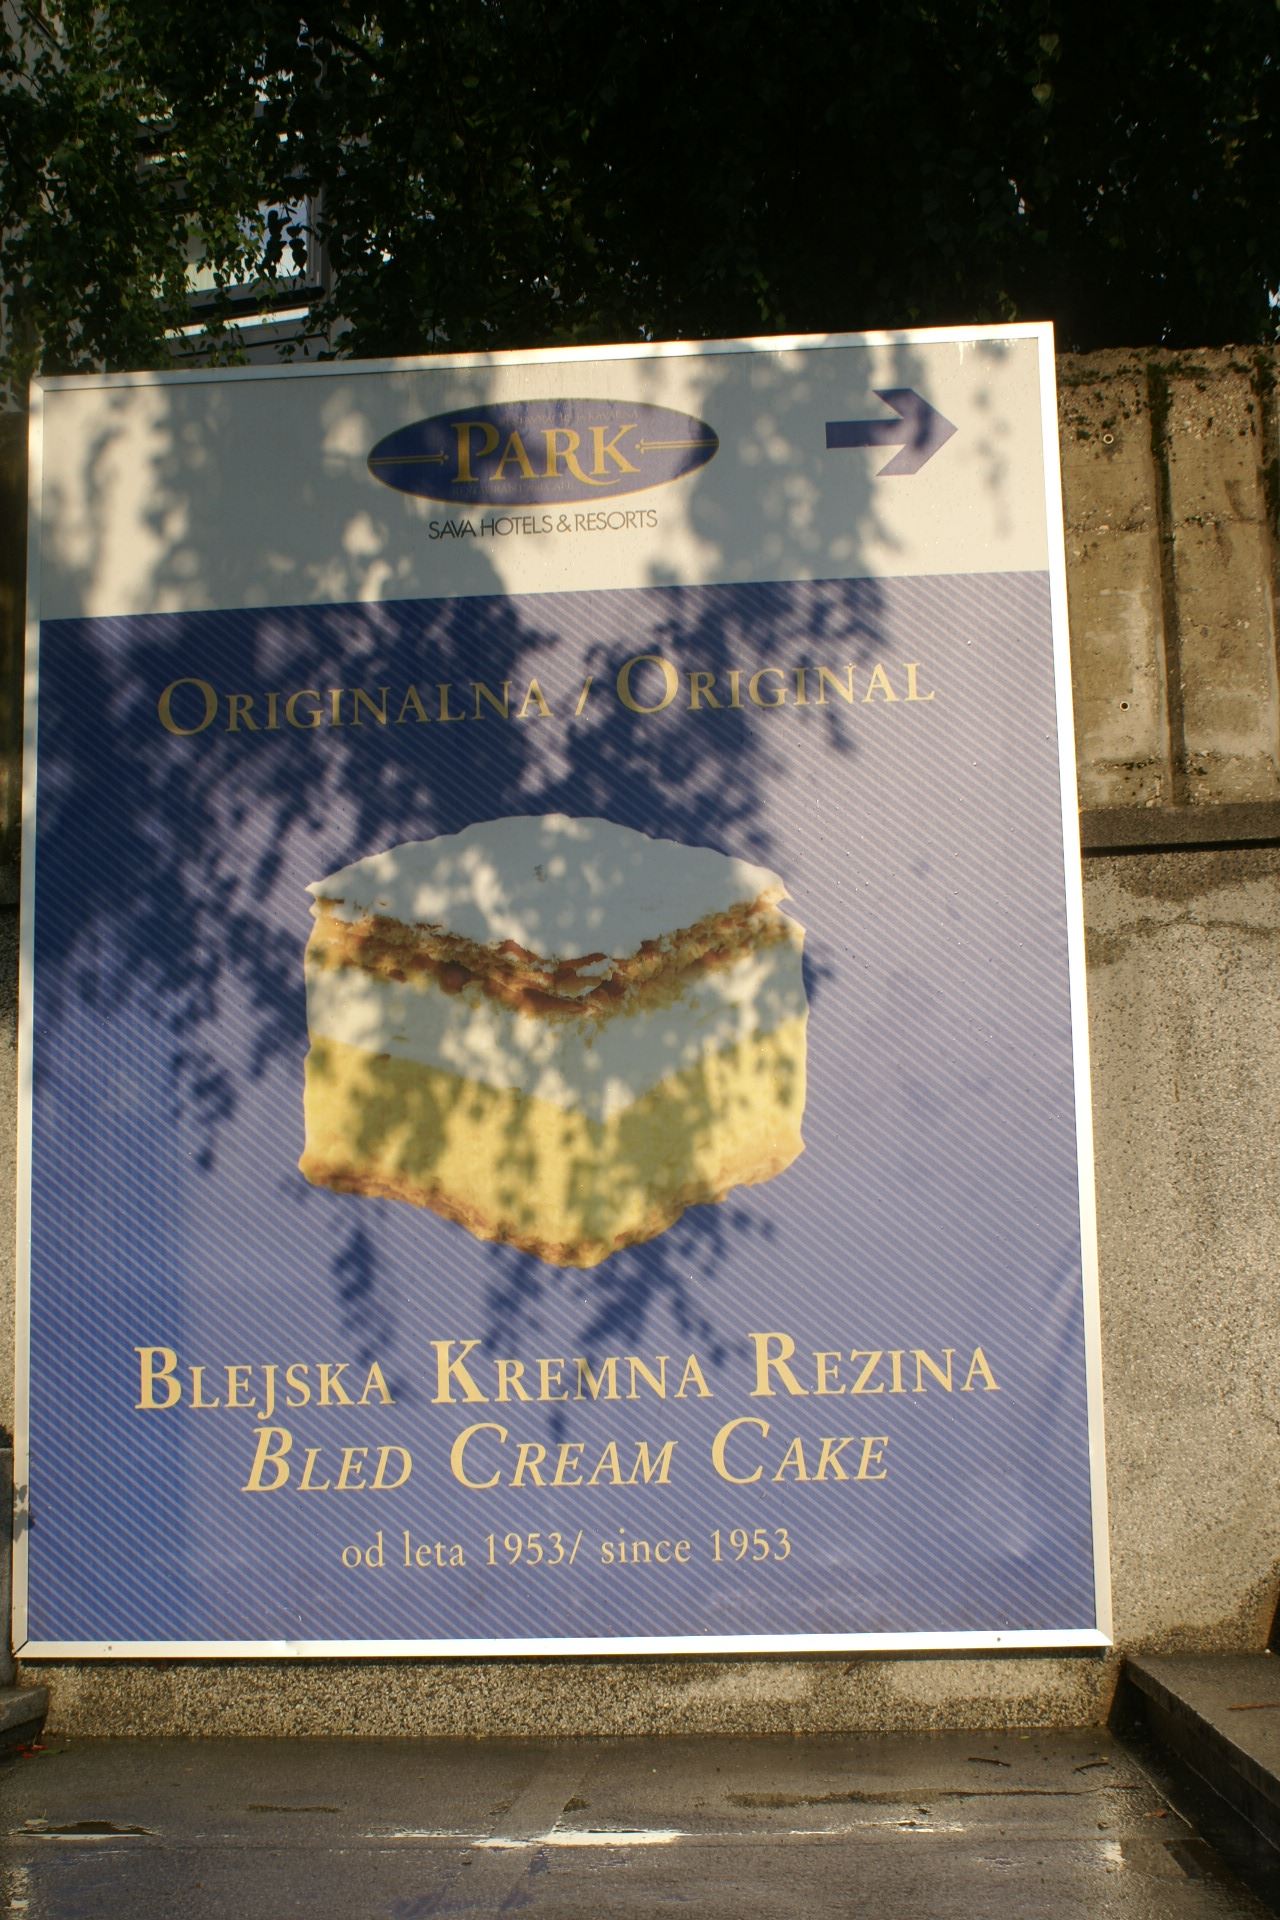 PARK
SAVA HOTELS & RESORTS
ORIGINALNA / ORIGINAL
BLEJSKA KREMNA REZINA
BLED CREAM CAKE
od leta 1953/ since 1953